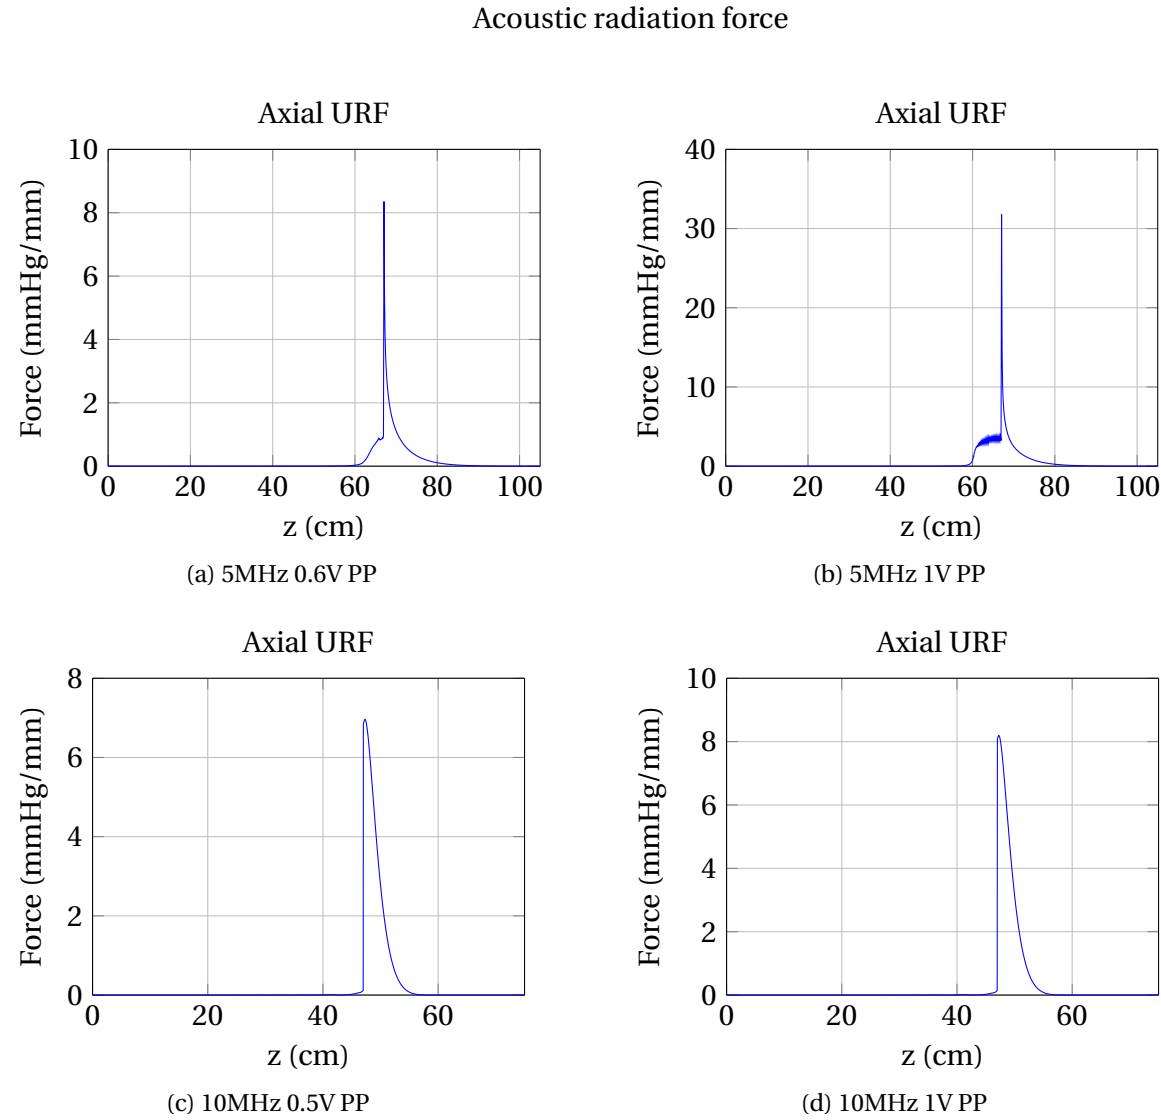 Acoustic radiation force
Axial URF
10
8
6
4
2
0
Force (mmHg/mm)
0 20 40 60 80 100
z (cm)
(a) 5MHz 0.6V PP
Axial URF
40
30
20
10
0
Force (mmHg/mm)
0 20 40 60 80 100
z (cm)
(b) 5MHz 1V PP
Axial URF
8
6
4
2
0
Force (mmHg/mm)
0 20 40 60
z (cm)
(c) 10MHz 0.5V PP
Axial URF
10
8
6
4
2
0
Force (mmHg/mm)
0 20 40 60
z (cm)
(d) 10MHz 1V PP